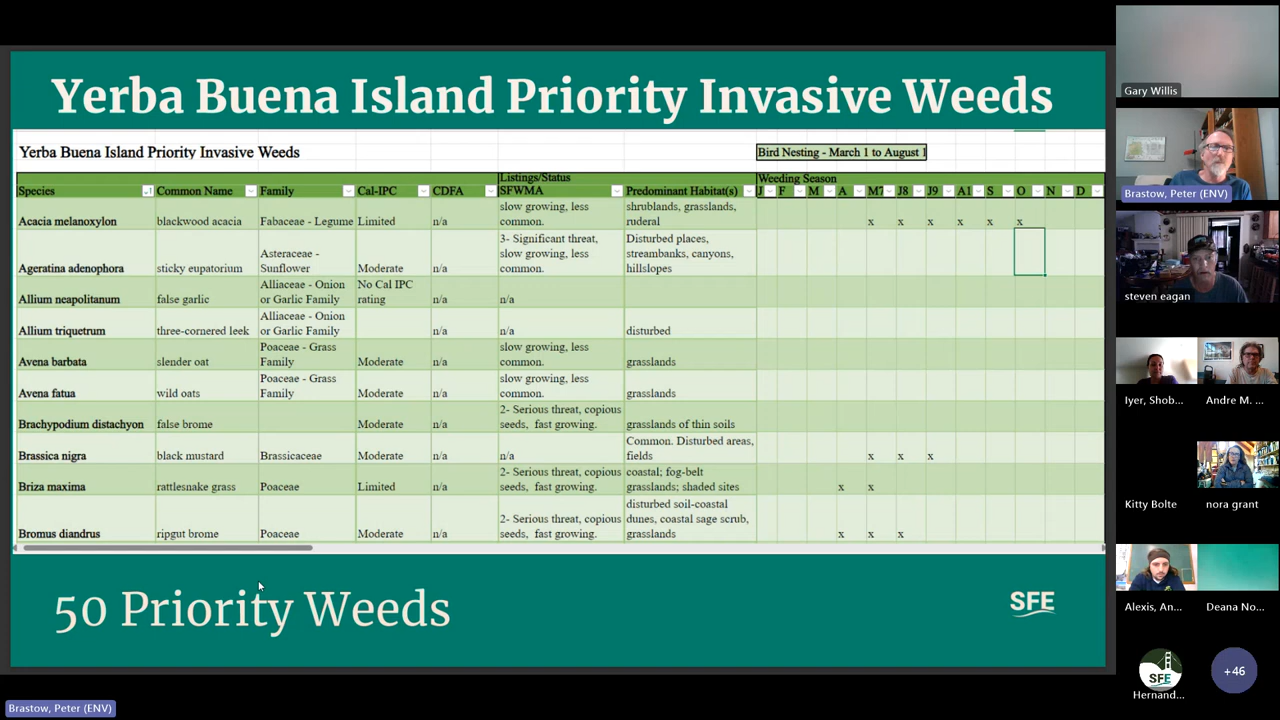 Yerba Buena Island Priority Invasive Weeds
Yerba Buena Island Priority Invasive Weeds
Bird Nesting - March 1 to August 1
Listings/Status
Weeding Season
Species Common Name Family Cal-IPC CDFA SFWMA Predominant Habitat(s) J F M A M7 J8 J9 A1 S O N D
slow growing, less shrublands, grasslands,
Acacia melanoxylon blackwood acacia Fabaceae - Legume Limited n/a common. ruderal x x x x x x
3- Significant threat, Disturbed places,
Asteraceae - slow growing, less streambanks, canyons,
Ageratina adenophora sticky eupatorium Sunflower Moderate n/a common. hillslopes
Alliaceae - Onion No Cal IPC
Allium neapolitanum false garlic or Garlic Family rating n/a n/a
Alliaceae - Onion
Allium triquetrum three-cornered leek or Garlic Family n/a n/a disturbed
Poaceae - Grass slow growing, less
Avena barbata slender oat Family Moderate n/a common. grasslands
Poaceae - Grass slow growing, less
Avena fatua wild oats Family Moderate n/a common. grasslands
2- Serious threat, copious
Brachypodium distachyon false brome Moderate n/a seeds, fast growing. grasslands of thin soils
Common. Disturbed areas,
Brassica nigra black mustard Brassicaceae Moderate n/a n/a fields x x x
2- Serious threat, copious coastal; fog-belt
Briza maxima rattlesnake grass Poaceae Limited n/a seeds, fast growing. grasslands; shaded sites x x
disturbed soil-coastal
2- Serious threat, copious dunes, coastal sage scrub,
Bromus diandrus ripgut brome Poaceae Moderate n/a seeds, fast growing. grasslands x x x
50 Priority Weeds
SFE
Brastow, Peter (ENV)
Gary Willis
Brastow, Peter (ENV)
steven eagan
Iyer, Shob... Andre M. ...
Kitty Bolte nora grant
Alexis, An... Deana No...
SFE
+46
Hernand...